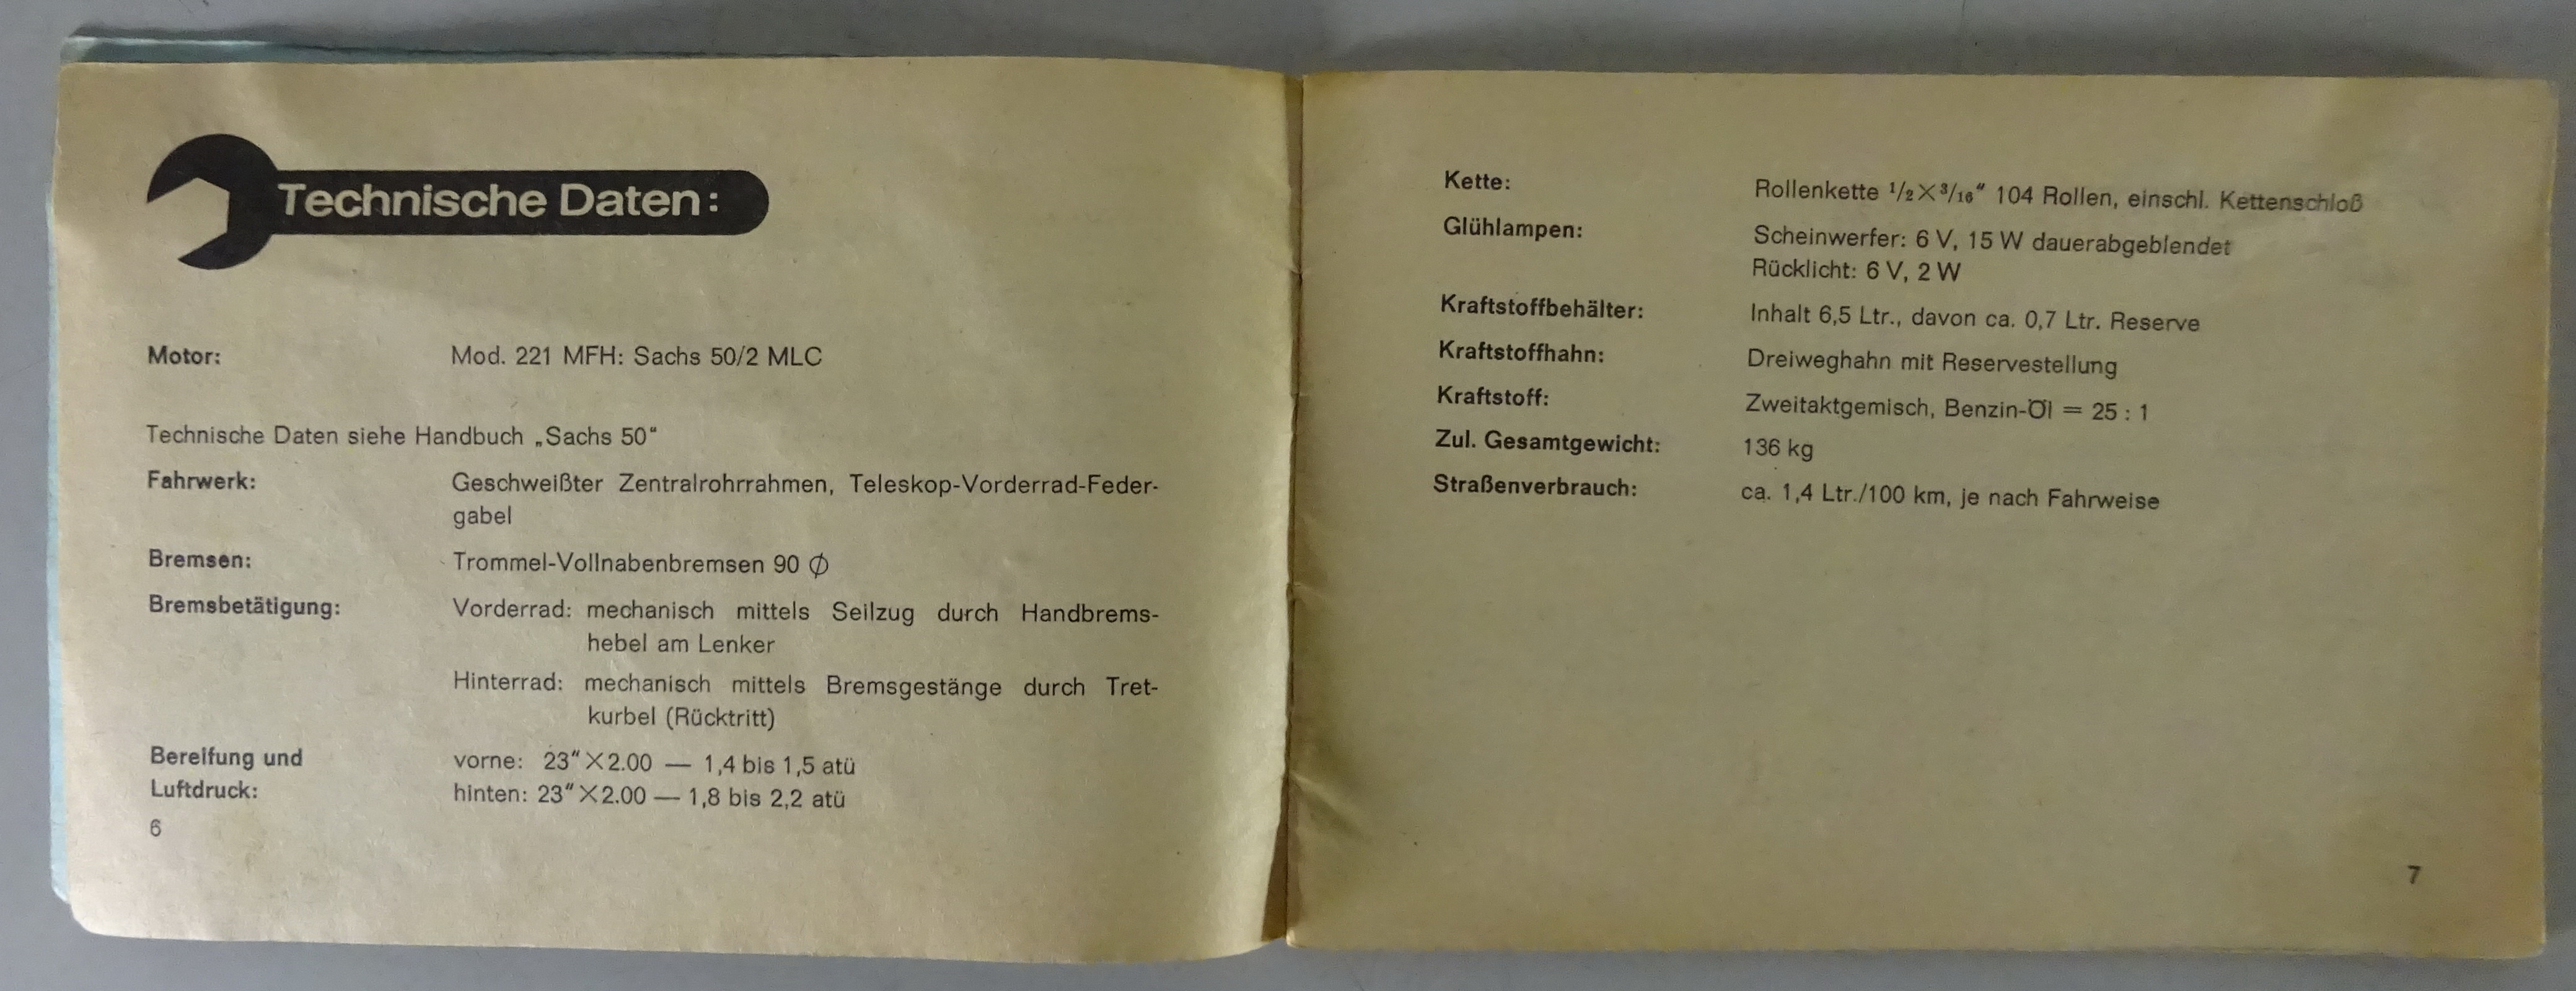 Technische Daten:
Motor: Mod. 221 MFH: Sachs 50/2 MLC
Technische Daten siehe Handbuch „Sachs 50“
Fahrwerk: Geschweißter Zentralrohrrahmen, Teleskop-Vorderrad-Feder-
gabel
Bremsen: Trommel-Vollnabenbremsen 90 ∅
Bremsbetätigung: Vorderrad: mechanisch mittels Seilzug durch Handbrems-
hebel am Lenker
Hinterrad: mechanisch mittels Bremsgestänge durch Tret-
kurbel (Rücktritt)
Bereifung und vorne: 23“×2.00 — 1,4 bis 1,5 atü
Luftdruck: hinten: 23“×2.00 — 1,8 bis 2,2 atü
6
Kette: Rollenkette 1/2×3/16“ 104 Rollen, einschl. Kettenschloß
Glühlampen: Scheinwerfer: 6 V, 15 W dauerabgeblendet
Rücklicht: 6 V, 2 W
Kraftstoffbehälter: Inhalt 6,5 Ltr., davon ca. 0,7 Ltr. Reserve
Kraftstoffhahn: Dreiweghahn mit Reservestellung
Kraftstoff: Zweitaktgemisch, Benzin-Öl = 25 : 1
Zul. Gesamtgewicht: 136 kg
Straßenverbrauch: ca. 1,4 Ltr./100 km, je nach Fahrweise
7